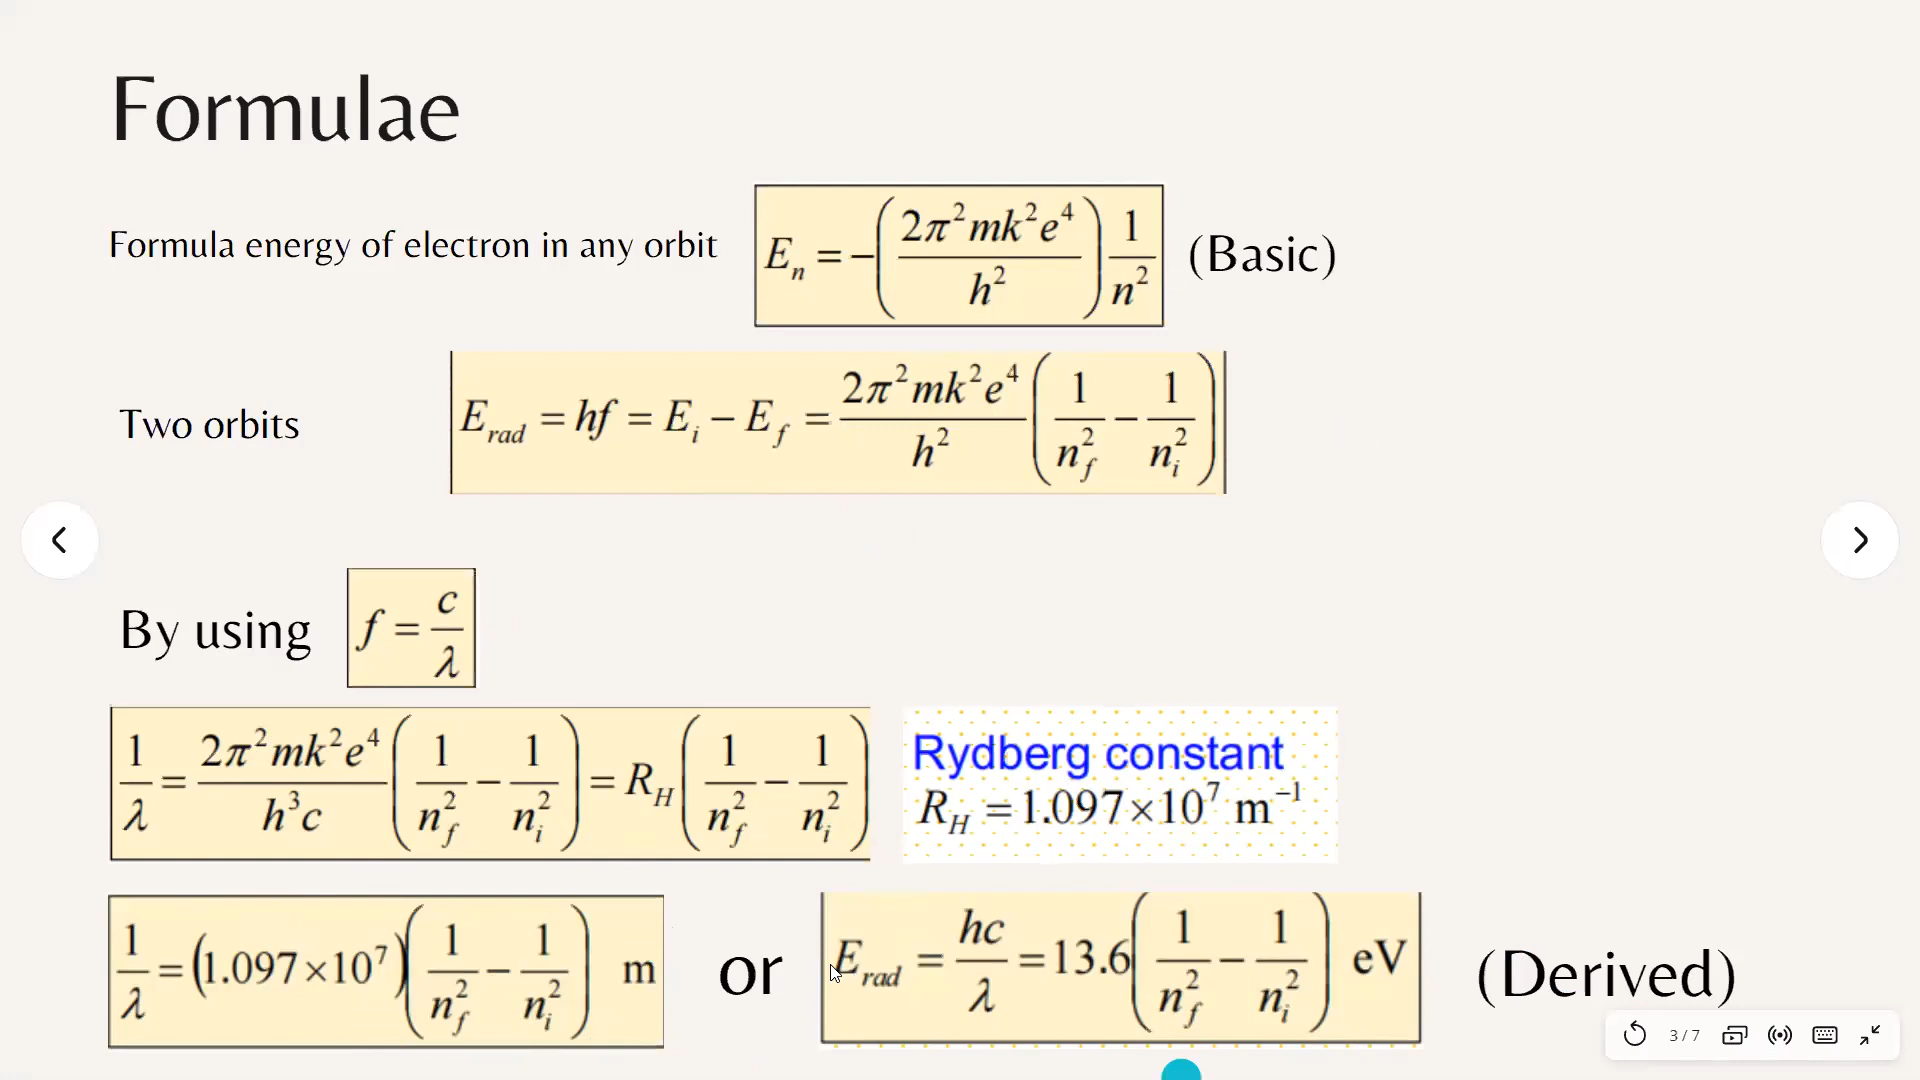 Formulae
Formula energy of electron in any orbit Eₙ = −(2π²mk²e⁴ / h²) 1/n² (Basic)
Two orbits E_rad = hf = E_i − E_f = 2π²mk²e⁴ / h² (1/n_f² − 1/n_i²)
By using f = c/λ
1/λ = 2π²mk²e⁴ / h³c (1/n_f² − 1/n_i²) = R_H (1/n_f² − 1/n_i²)
Rydberg constant
R_H = 1.097×10⁷ m⁻¹
1/λ = (1.097×10⁷)(1/n_f² − 1/n_i²) m or E_rad = hc/λ = 13.6(1/n_f² − 1/n_i²) eV (Derived)
3 / 7